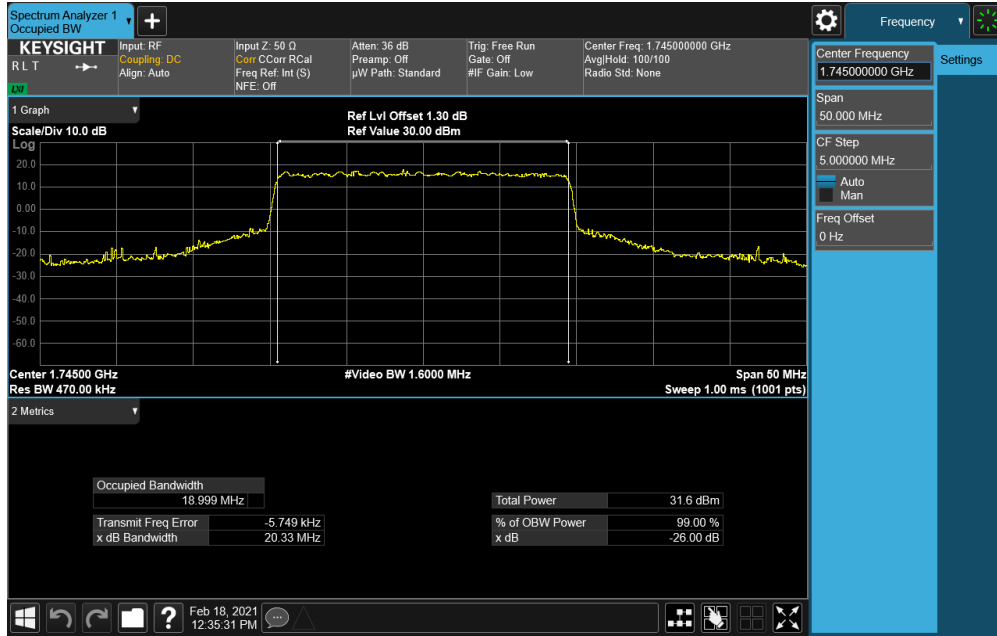 Spectrum Analyzer 1
Occupied BW
Frequency
KEYSIGHT
R L T
LXI
Input: RF
Coupling: DC
Align: Auto
Input Z: 50 Ω
Corr CCorr RCal
Freq Ref: Int (S)
NFE: Off
Atten: 36 dB
Preamp: Off
µW Path: Standard
Trig: Free Run
Gate: Off
#IF Gain: Low
Center Freq: 1.745000000 GHz
Avg|Hold: 100/100
Radio Std: None
Center Frequency
1.745000000 GHz
Settings
Span
50.000 MHz
CF Step
5.000000 MHz
Auto
Man
Freq Offset
0 Hz
1 Graph
Scale/Div 10.0 dB
Ref Lvl Offset 1.30 dB
Ref Value 30.00 dBm
Log
20.0
10.0
0.00
-10.0
-20.0
-30.0
-40.0
-50.0
-60.0
Center 1.74500 GHz
#Video BW 1.6000 MHz
Span 50 MHz
Res BW 470.00 kHz
Sweep 1.00 ms (1001 pts)
2 Metrics
Occupied Bandwidth
18.999 MHz
Total Power 31.6 dBm
Transmit Freq Error -5.749 kHz
% of OBW Power 99.00 %
x dB Bandwidth 20.33 MHz
x dB -26.00 dB
?
Feb 18, 2021
12:35:31 PM